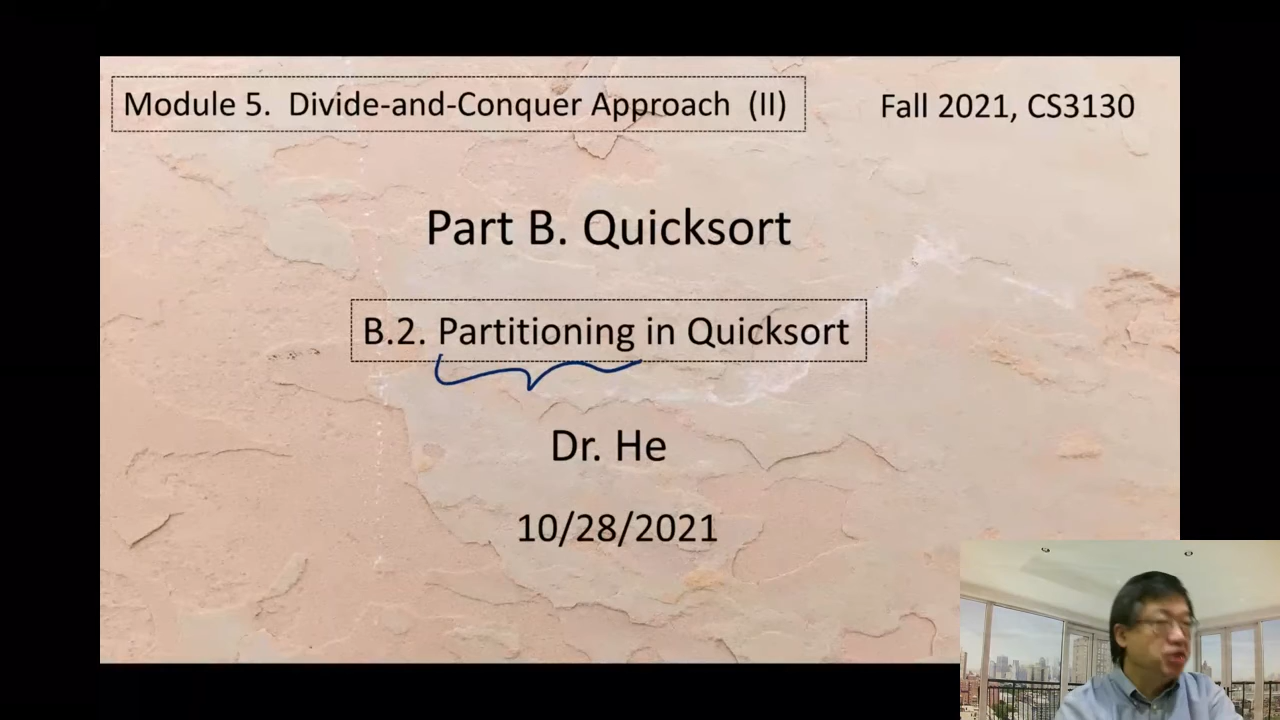 Module 5. Divide-and-Conquer Approach (II)
Fall 2021, CS3130
Part B. Quicksort
B.2. Partitioning in Quicksort
Dr. He
10/28/2021